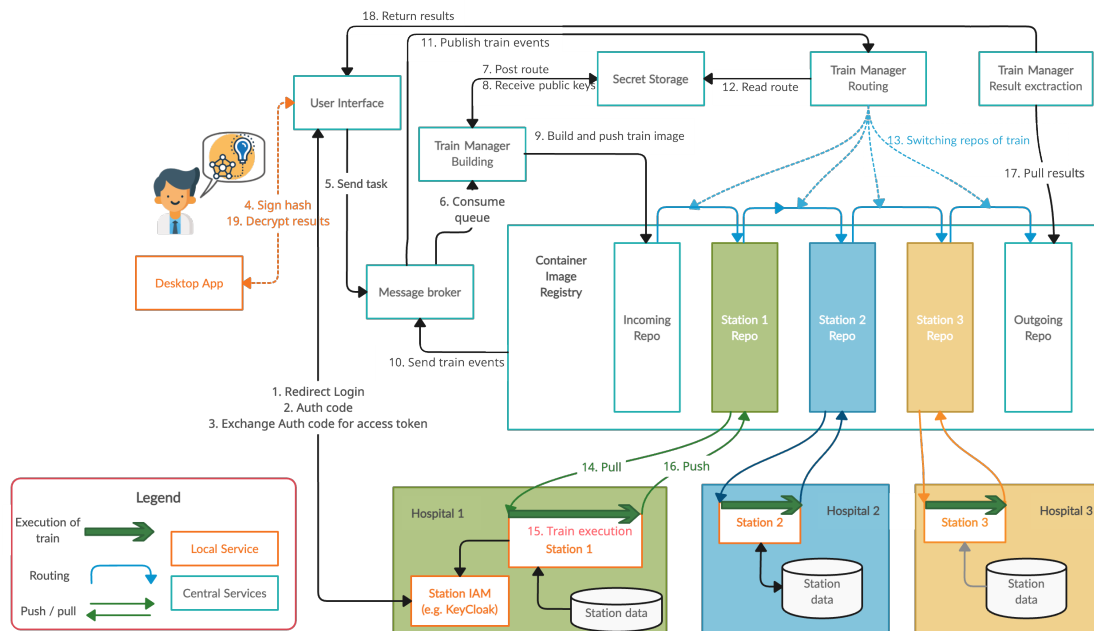 18. Return results
11. Publish train events
7. Post route
8. Receive public keys
Secret Storage
12. Read route
Train Manager
Routing
Train Manager
Result extraction
User Interface
13. Switching repos of train
9. Build and push train image
Train Manager
Building
17. Pull results
5. Send task
6. Consume
queue
4. Sign hash
19. Decrypt results
Desktop App
Message broker
Container
Image
Registry
Incoming
Repo
Station 1
Repo
Station 2
Repo
Station 3
Repo
Outgoing
Repo
10. Send train events
1. Redirect Login
2. Auth code
3. Exchange Auth code for access token
14. Pull
16. Push
Legend
Execution of
train
Local Service
Routing
Central Services
Push / pull
Hospital 1
15. Train execution
Station 1
Station IAM
(e.g. KeyCloak)
Station data
Station 2
Hospital 2
Station
data
Station 3
Hospital 3
Station
data